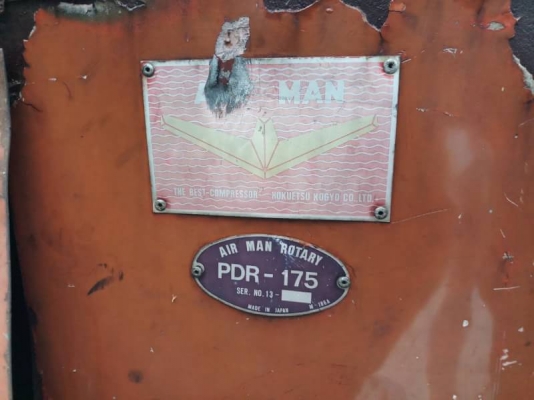 A MAN
THE BEST COMPRESSOR HOKUETSU KOGYO CO. LTD.
AIR MAN ROTARY
PDR-175
SER. NO. 13-
MADE IN JAPAN